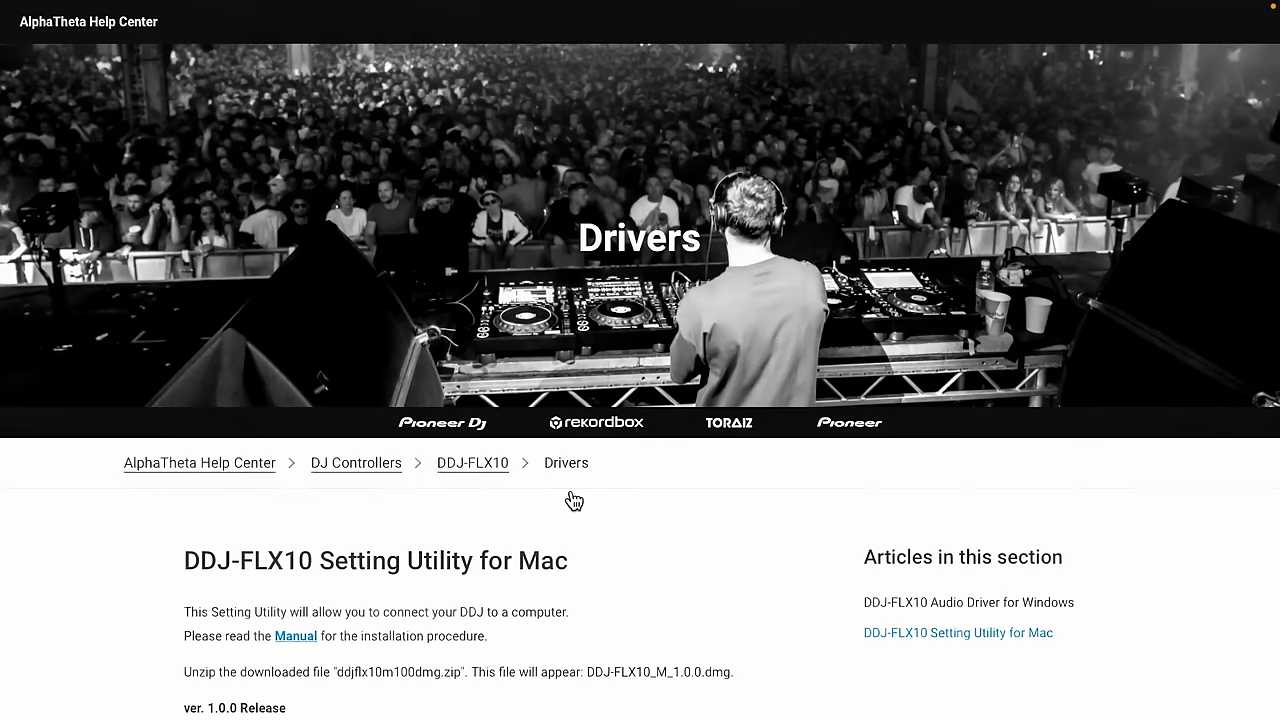 AlphaTheta Help Center
Drivers
Pioneer Dj
rekordbox
TORAIZ
Pioneer
AlphaTheta Help Center > DJ Controllers > DDJ-FLX10 > Drivers
DDJ-FLX10 Setting Utility for Mac
This Setting Utility will allow you to connect your DDJ to a computer.
Please read the Manual for the installation procedure.
Unzip the downloaded file "ddjflx10m100dmg.zip". This file will appear: DDJ-FLX10_M_1.0.0.dmg.
ver. 1.0.0 Release
Articles in this section
DDJ-FLX10 Audio Driver for Windows
DDJ-FLX10 Setting Utility for Mac